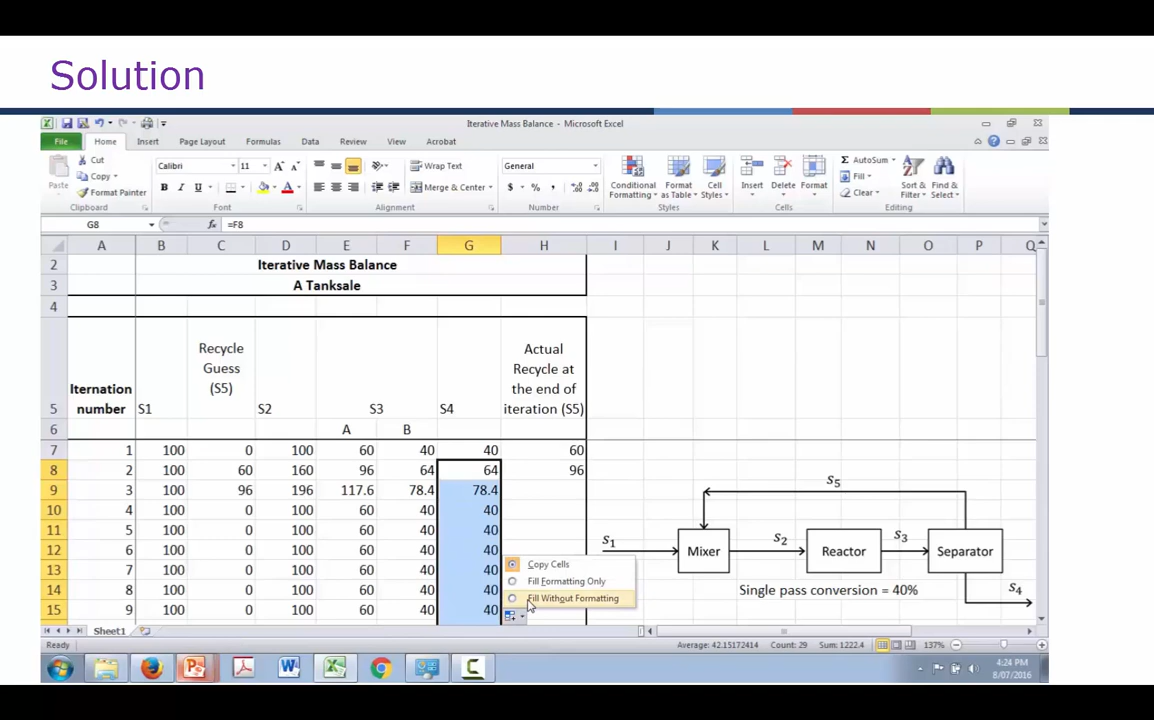 Solution
Iterative Mass Balance - Microsoft Excel
File Home Insert Page Layout Formulas Data Review View Acrobat
Paste Cut Copy Format Painter Clipboard
Calibri 11 A A B I U A Font
Wrap Text Merge & Center Alignment
General $ % , Number
Conditional Formatting Format as Table Cell Styles Styles
Insert Delete Format Cells
Σ AutoSum Fill Clear Sort & Filter Find & Select Editing
G8 fx =F8
A B C D E F G H I J K L M N O P Q
2 Iterative Mass Balance
3 A Tanksale
4
5 Iternation number S1 Recycle Guess (S5) S2 S3 S4 Actual Recycle at the end of iteration (S5)
6 A B
7 1 100 0 100 60 40 40 60
8 2 100 60 160 96 64 64 96
9 3 100 96 196 117.6 78.4 78.4
10 4 100 0 100 60 40 40
11 5 100 0 100 60 40 40
12 6 100 0 100 60 40 40
13 7 100 0 100 60 40 40
14 8 100 0 100 60 40 40
15 9 100 0 100 60 40 40
Copy Cells
Fill Formatting Only
Fill Without Formatting
S5
S1 Mixer S2 Reactor S3 Separator
Single pass conversion = 40% S4
Sheet1
Ready Average: 42.15172414 Count: 29 Sum: 1222.4 137%
4:24 PM
8/07/2016